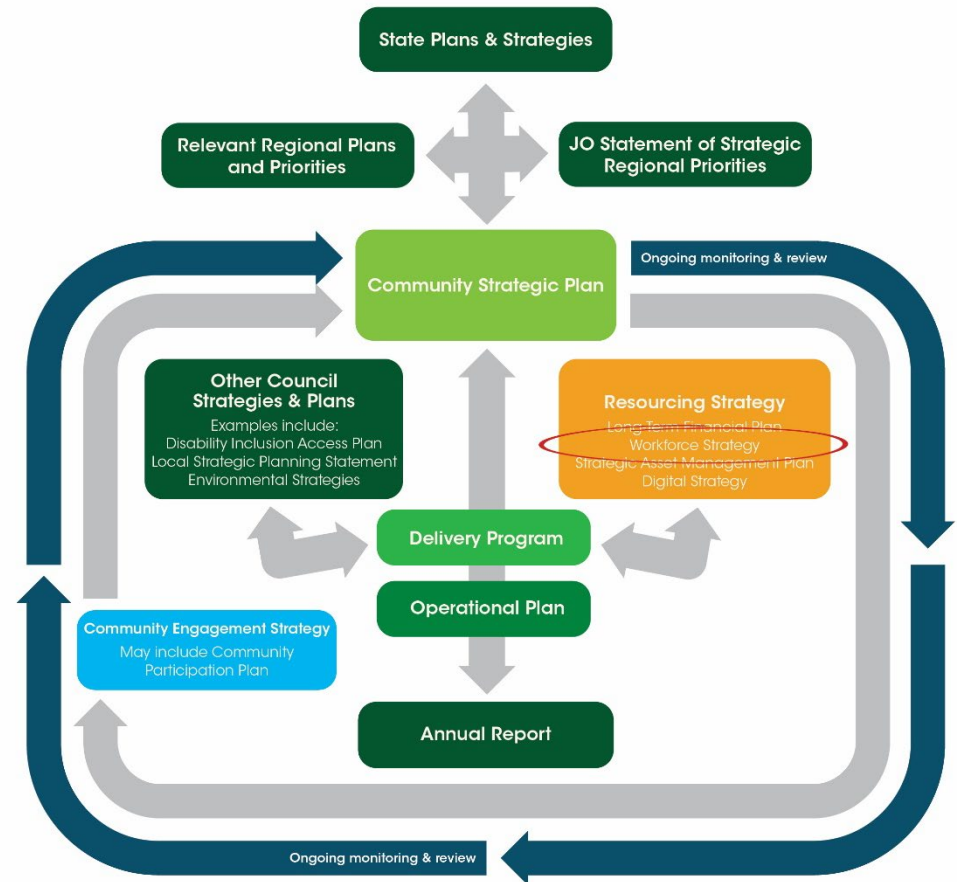 State Plans & Strategies
Relevant Regional Plans
and Priorities
JO Statement of Strategic
Regional Priorities
Community Strategic Plan
Ongoing monitoring & review
Other Council
Strategies & Plans
Examples include:
Disability Inclusion Access Plan
Local Strategic Planning Statement
Environmental Strategies
Resourcing Strategy
Long Term Financial Plan
Workforce Strategy
Strategic Asset Management Plan
Digital Strategy
Delivery Program
Operational Plan
Community Engagement Strategy
May include Community
Participation Plan
Annual Report
Ongoing monitoring & review